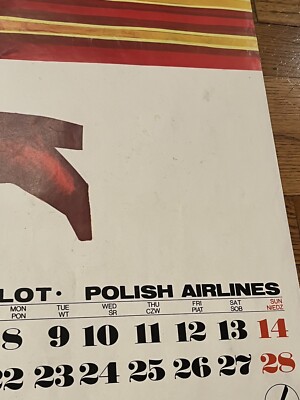 LOT· POLISH AIRLINES
MON TUE WED THU FRI SAT SUN
PON WT SR CZW PIAT SOB NIEDZ
8 9 10 11 12 13 14
22 23 24 25 26 27 28